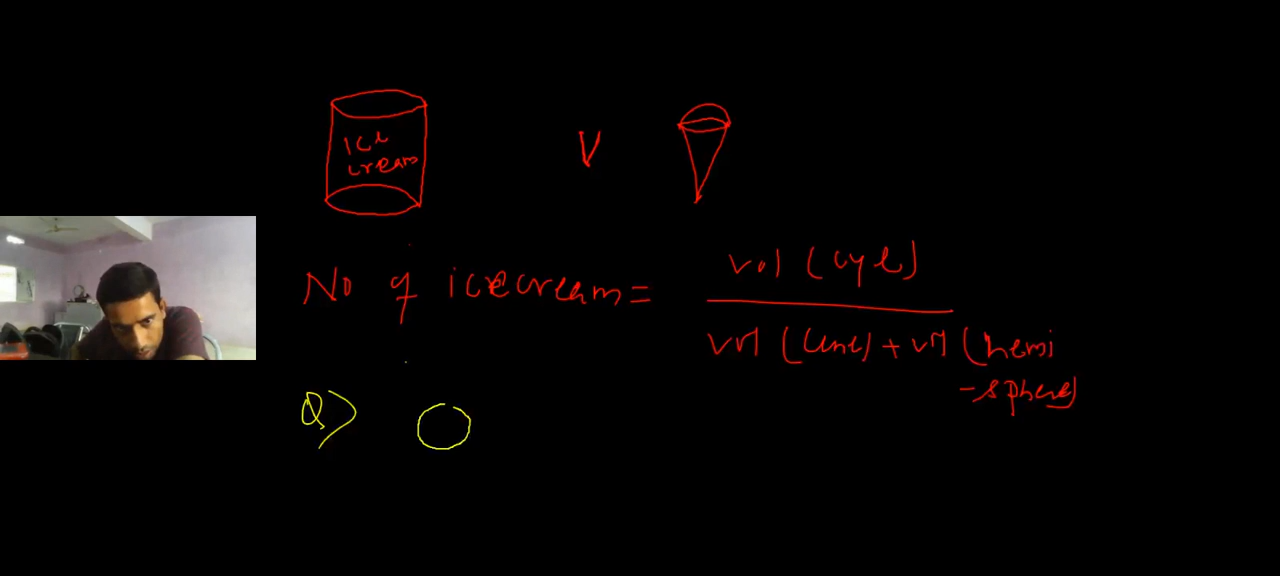 ice
cream
V
No of icecream = vol (cyl)
vol (cone) + vol (hemi
-sphere)
Q)